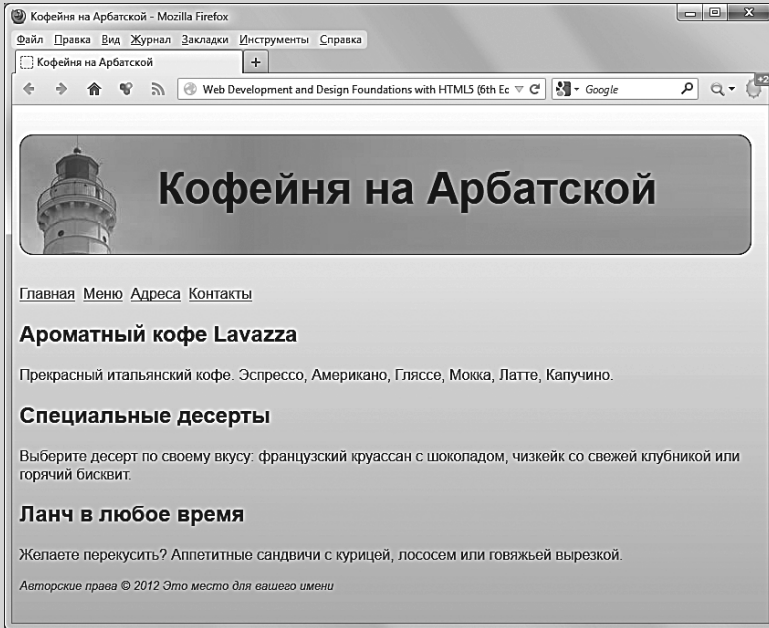 Кофейня на Арбатской - Mozilla Firefox
Файл Правка Вид Журнал Закладки Инструменты Справка
Кофейня на Арбатской +
Web Development and Design Foundations with HTML5 (6th Ec Google
+2
Кофейня на Арбатской
Главная Меню Адреса Контакты
Ароматный кофе Lavazza
Прекрасный итальянский кофе. Эспрессо, Американо, Гляссе, Мокка, Латте, Капучино.
Специальные десерты
Выберите десерт по своему вкусу: французский круассан с шоколадом, чизкейк со свежей клубникой или
горячий бисквит.
Ланч в любое время
Желаете перекусить? Аппетитные сандвичи с курицей, лососем или говяжьей вырезкой.
Авторские права © 2012 Это место для вашего имени